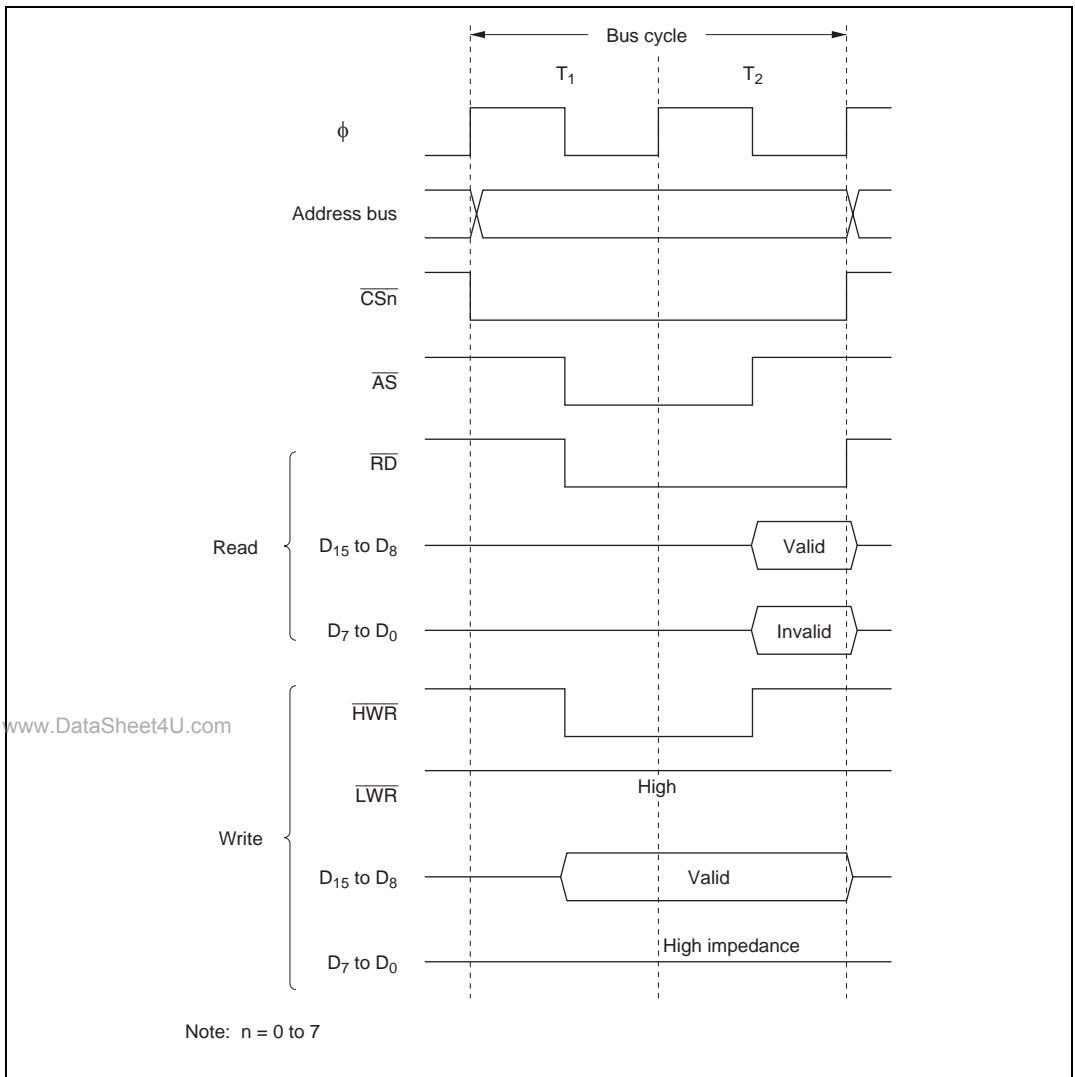 Bus cycle
T1 T2
ϕ
Address bus
CSn
AS
RD
Read
D15 to D8 Valid
D7 to D0 Invalid
HWR
www.DataSheet4U.com
LWR High
Write
D15 to D8 Valid
D7 to D0 High impedance
Note: n = 0 to 7